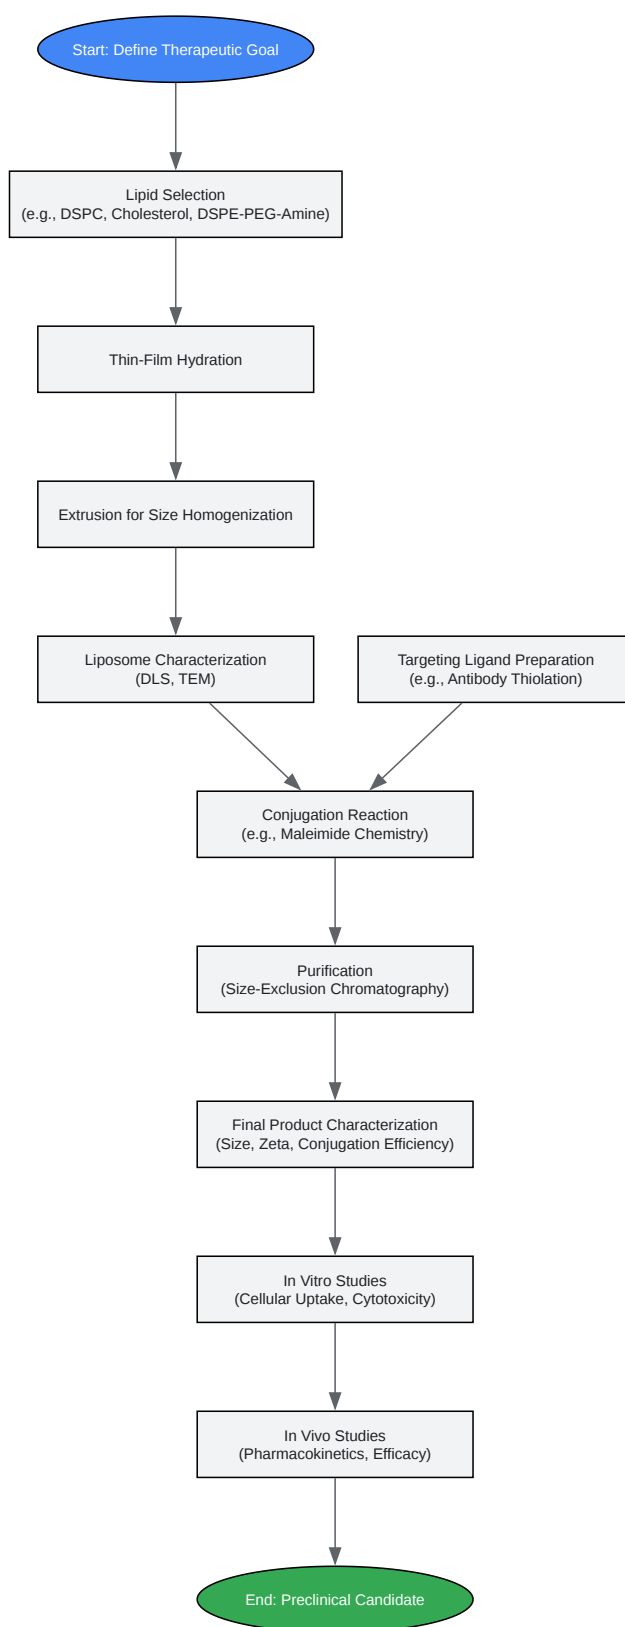 Start: Define Therapeutic Goal
Lipid Selection
(e.g., DSPC, Cholesterol, DSPE-PEG-Amine)
Thin-Film Hydration
Extrusion for Size Homogenization
Liposome Characterization
(DLS, TEM)
Targeting Ligand Preparation
(e.g., Antibody Thiolation)
Conjugation Reaction
(e.g., Maleimide Chemistry)
Purification
(Size-Exclusion Chromatography)
Final Product Characterization
(Size, Zeta, Conjugation Efficiency)
In Vitro Studies
(Cellular Uptake, Cytotoxicity)
In Vivo Studies
(Pharmacokinetics, Efficacy)
End: Preclinical Candidate